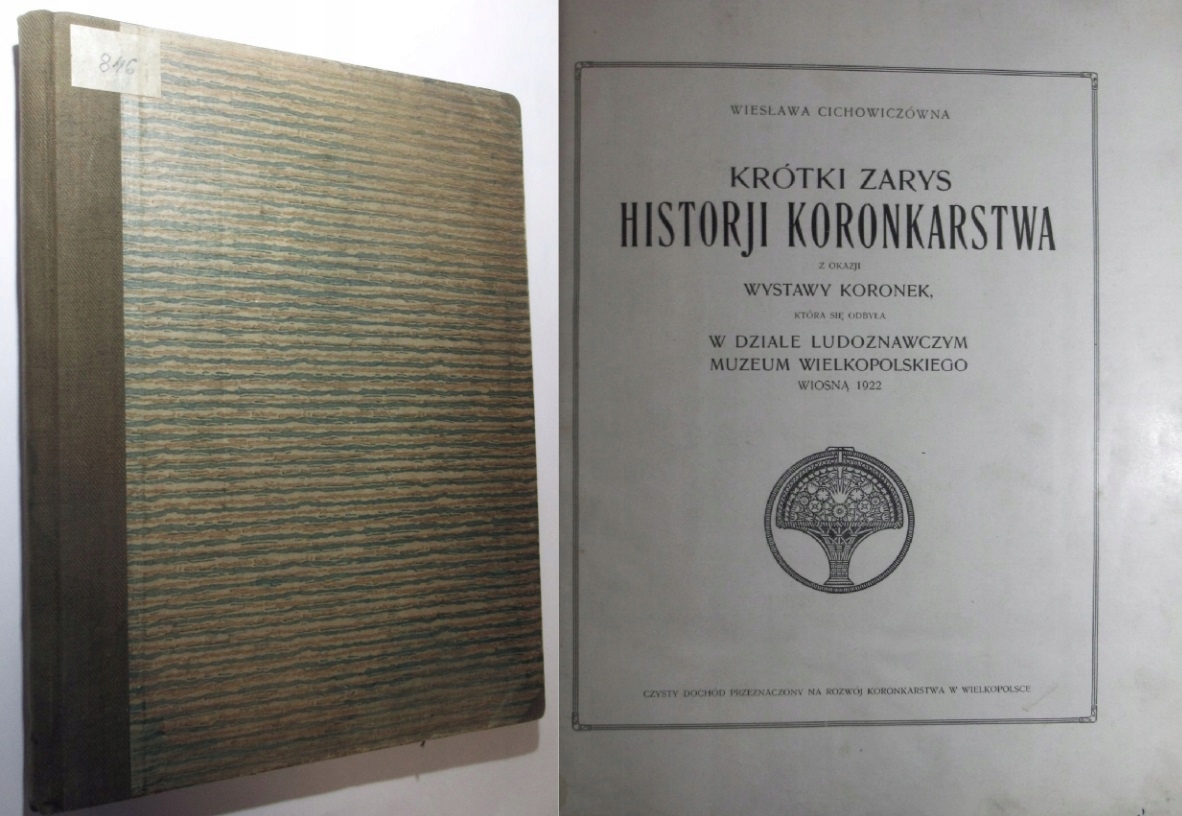 846
WIESŁAWA CICHOWICZÓWNA
KRÓTKI ZARYS
HISTORJI KORONKARSTWA
Z OKAZJI
WYSTAWY KORONEK,
KTÓRA SIĘ ODBYŁA
W DZIALE LUDOZNAWCZYM
MUZEUM WIELKOPOLSKIEGO
WIOSNĄ 1922
CZYSTY DOCHÓD PRZEZNACZONY NA ROZWÓJ KORONKARSTWA W WIELKOPOLSCE